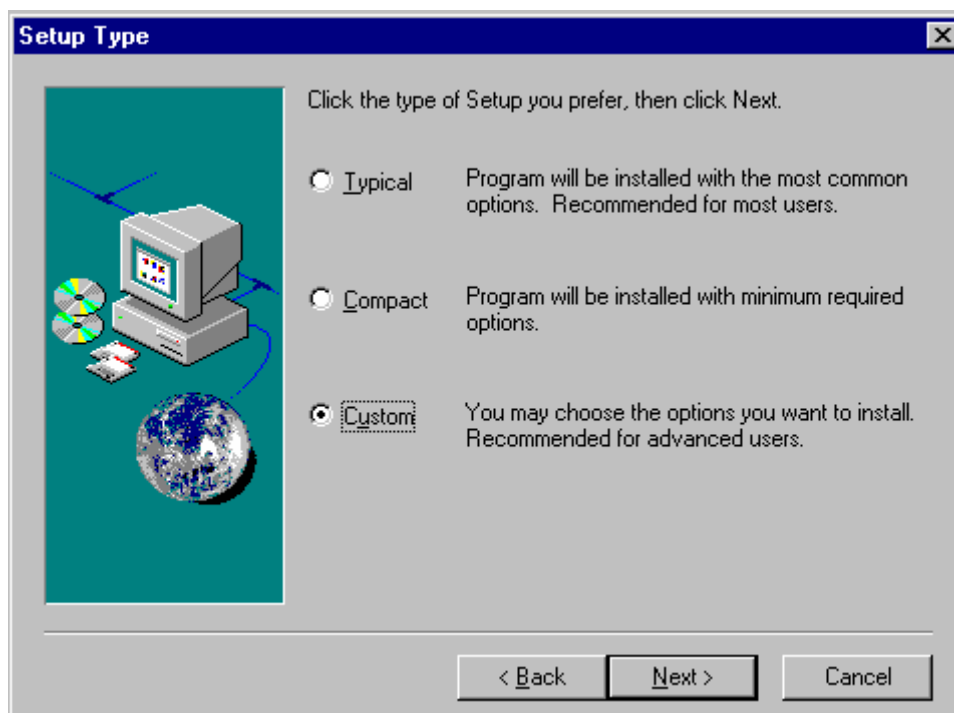 Setup Type
Click the type of Setup you prefer, then click Next.
Typical
Program will be installed with the most common
options. Recommended for most users.
Compact
Program will be installed with minimum required
options.
Custom
You may choose the options you want to install.
Recommended for advanced users.
< Back
Next >
Cancel